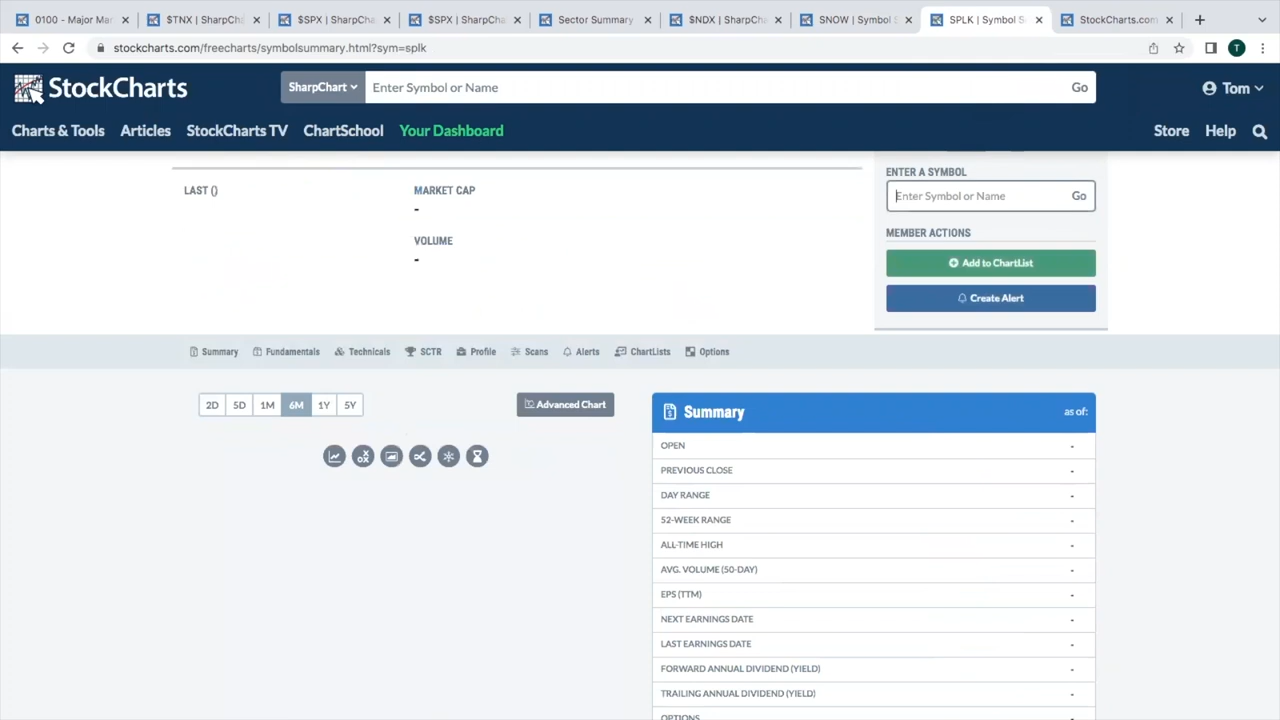 0100 - Major Mar
$TNX | SharpCha
$SPX | SharpCha
$SPX | SharpCha
Sector Summary
$NDX | SharpCha
SNOW | Symbol S
SPLK | Symbol S
StockCharts.com
stockcharts.com/freecharts/symbolsummary.html?sym=splk
T
StockCharts
SharpChart
Enter Symbol or Name
Go
Tom
Charts & Tools
Articles
StockCharts TV
ChartSchool
Your Dashboard
Store
Help
LAST ()
MARKET CAP
-
VOLUME
-
ENTER A SYMBOL
Enter Symbol or Name
Go
MEMBER ACTIONS
Add to ChartList
Create Alert
Summary
Fundamentals
Technicals
SCTR
Profile
Scans
Alerts
ChartLists
Options
2D 5D 1M 6M 1Y 5Y
Advanced Chart
Summary
as of:
OPEN -
PREVIOUS CLOSE -
DAY RANGE -
52-WEEK RANGE -
ALL-TIME HIGH -
AVG. VOLUME (50-DAY) -
EPS (TTM) -
NEXT EARNINGS DATE -
LAST EARNINGS DATE -
FORWARD ANNUAL DIVIDEND (YIELD) -
TRAILING ANNUAL DIVIDEND (YIELD) -
OPTIONS -